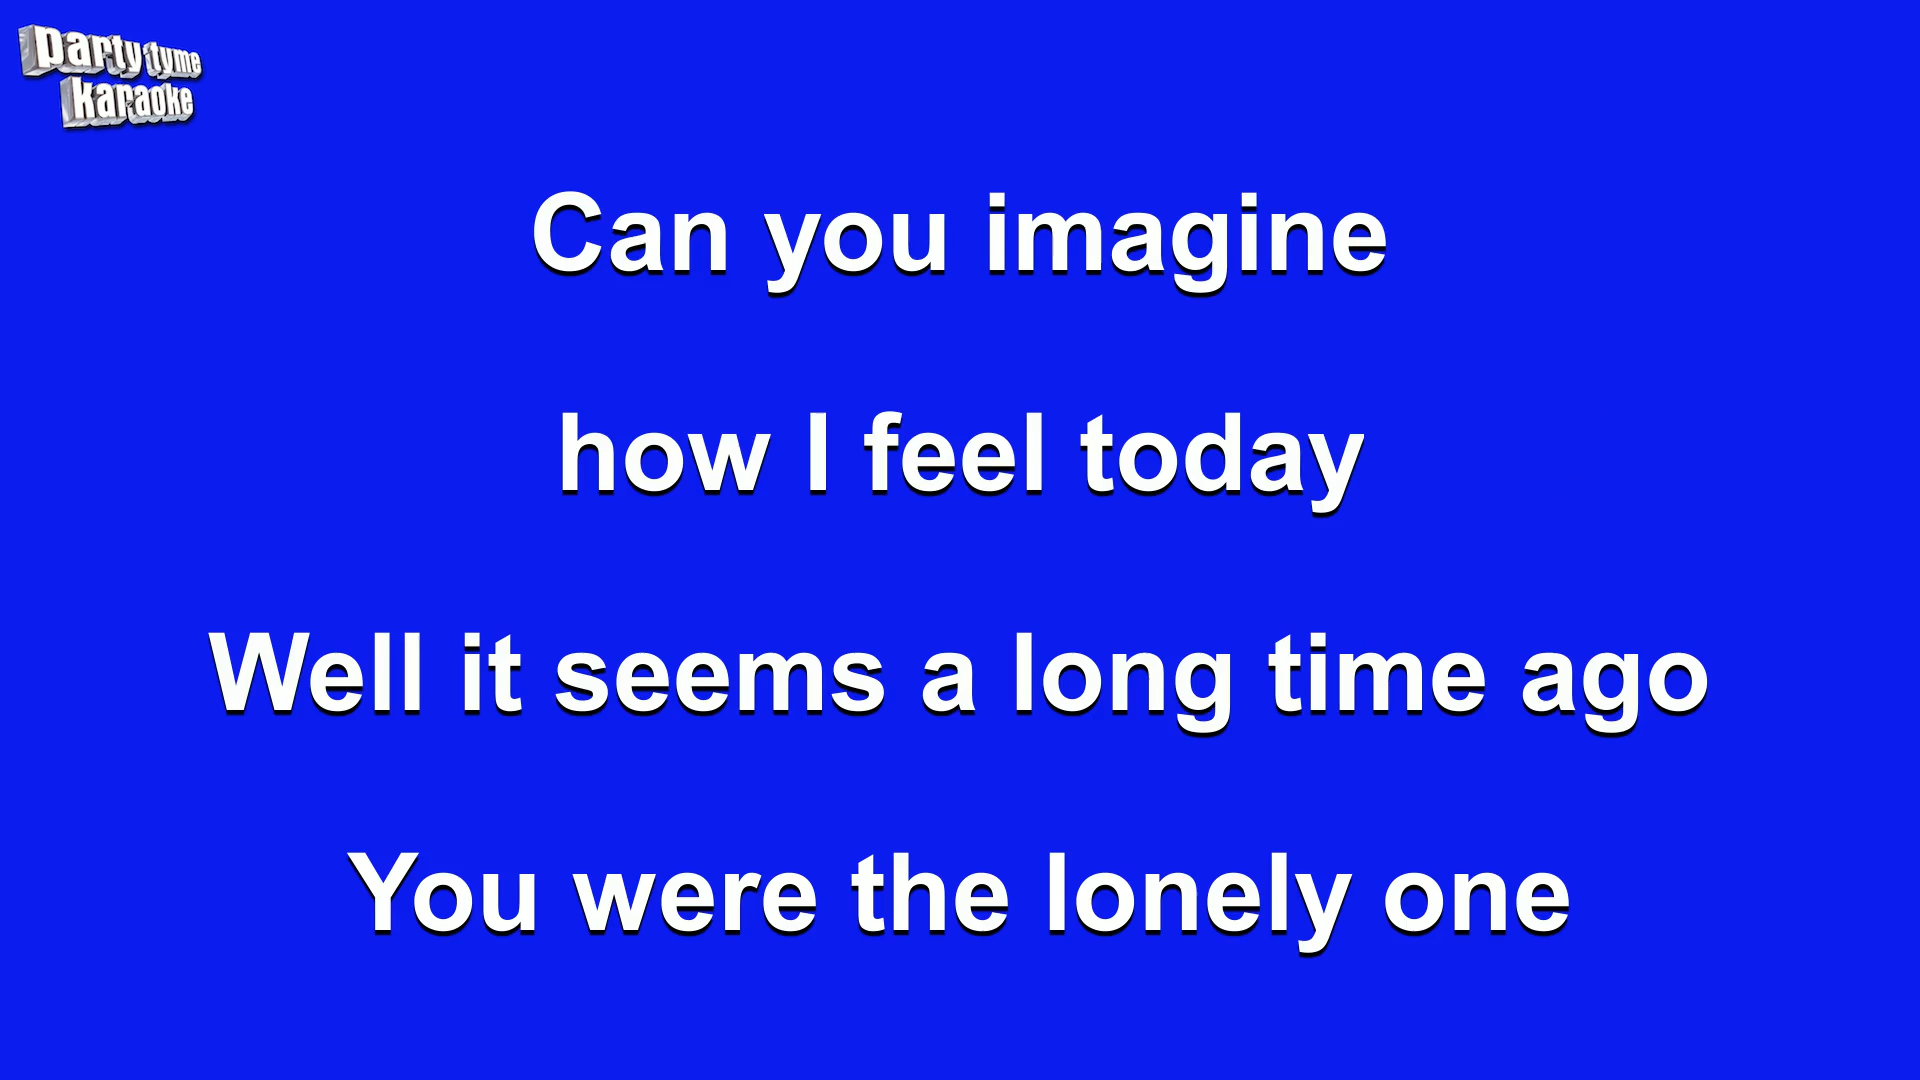 party tyme
karaoke
Can you imagine
how I feel today
Well it seems a long time ago
You were the lonely one